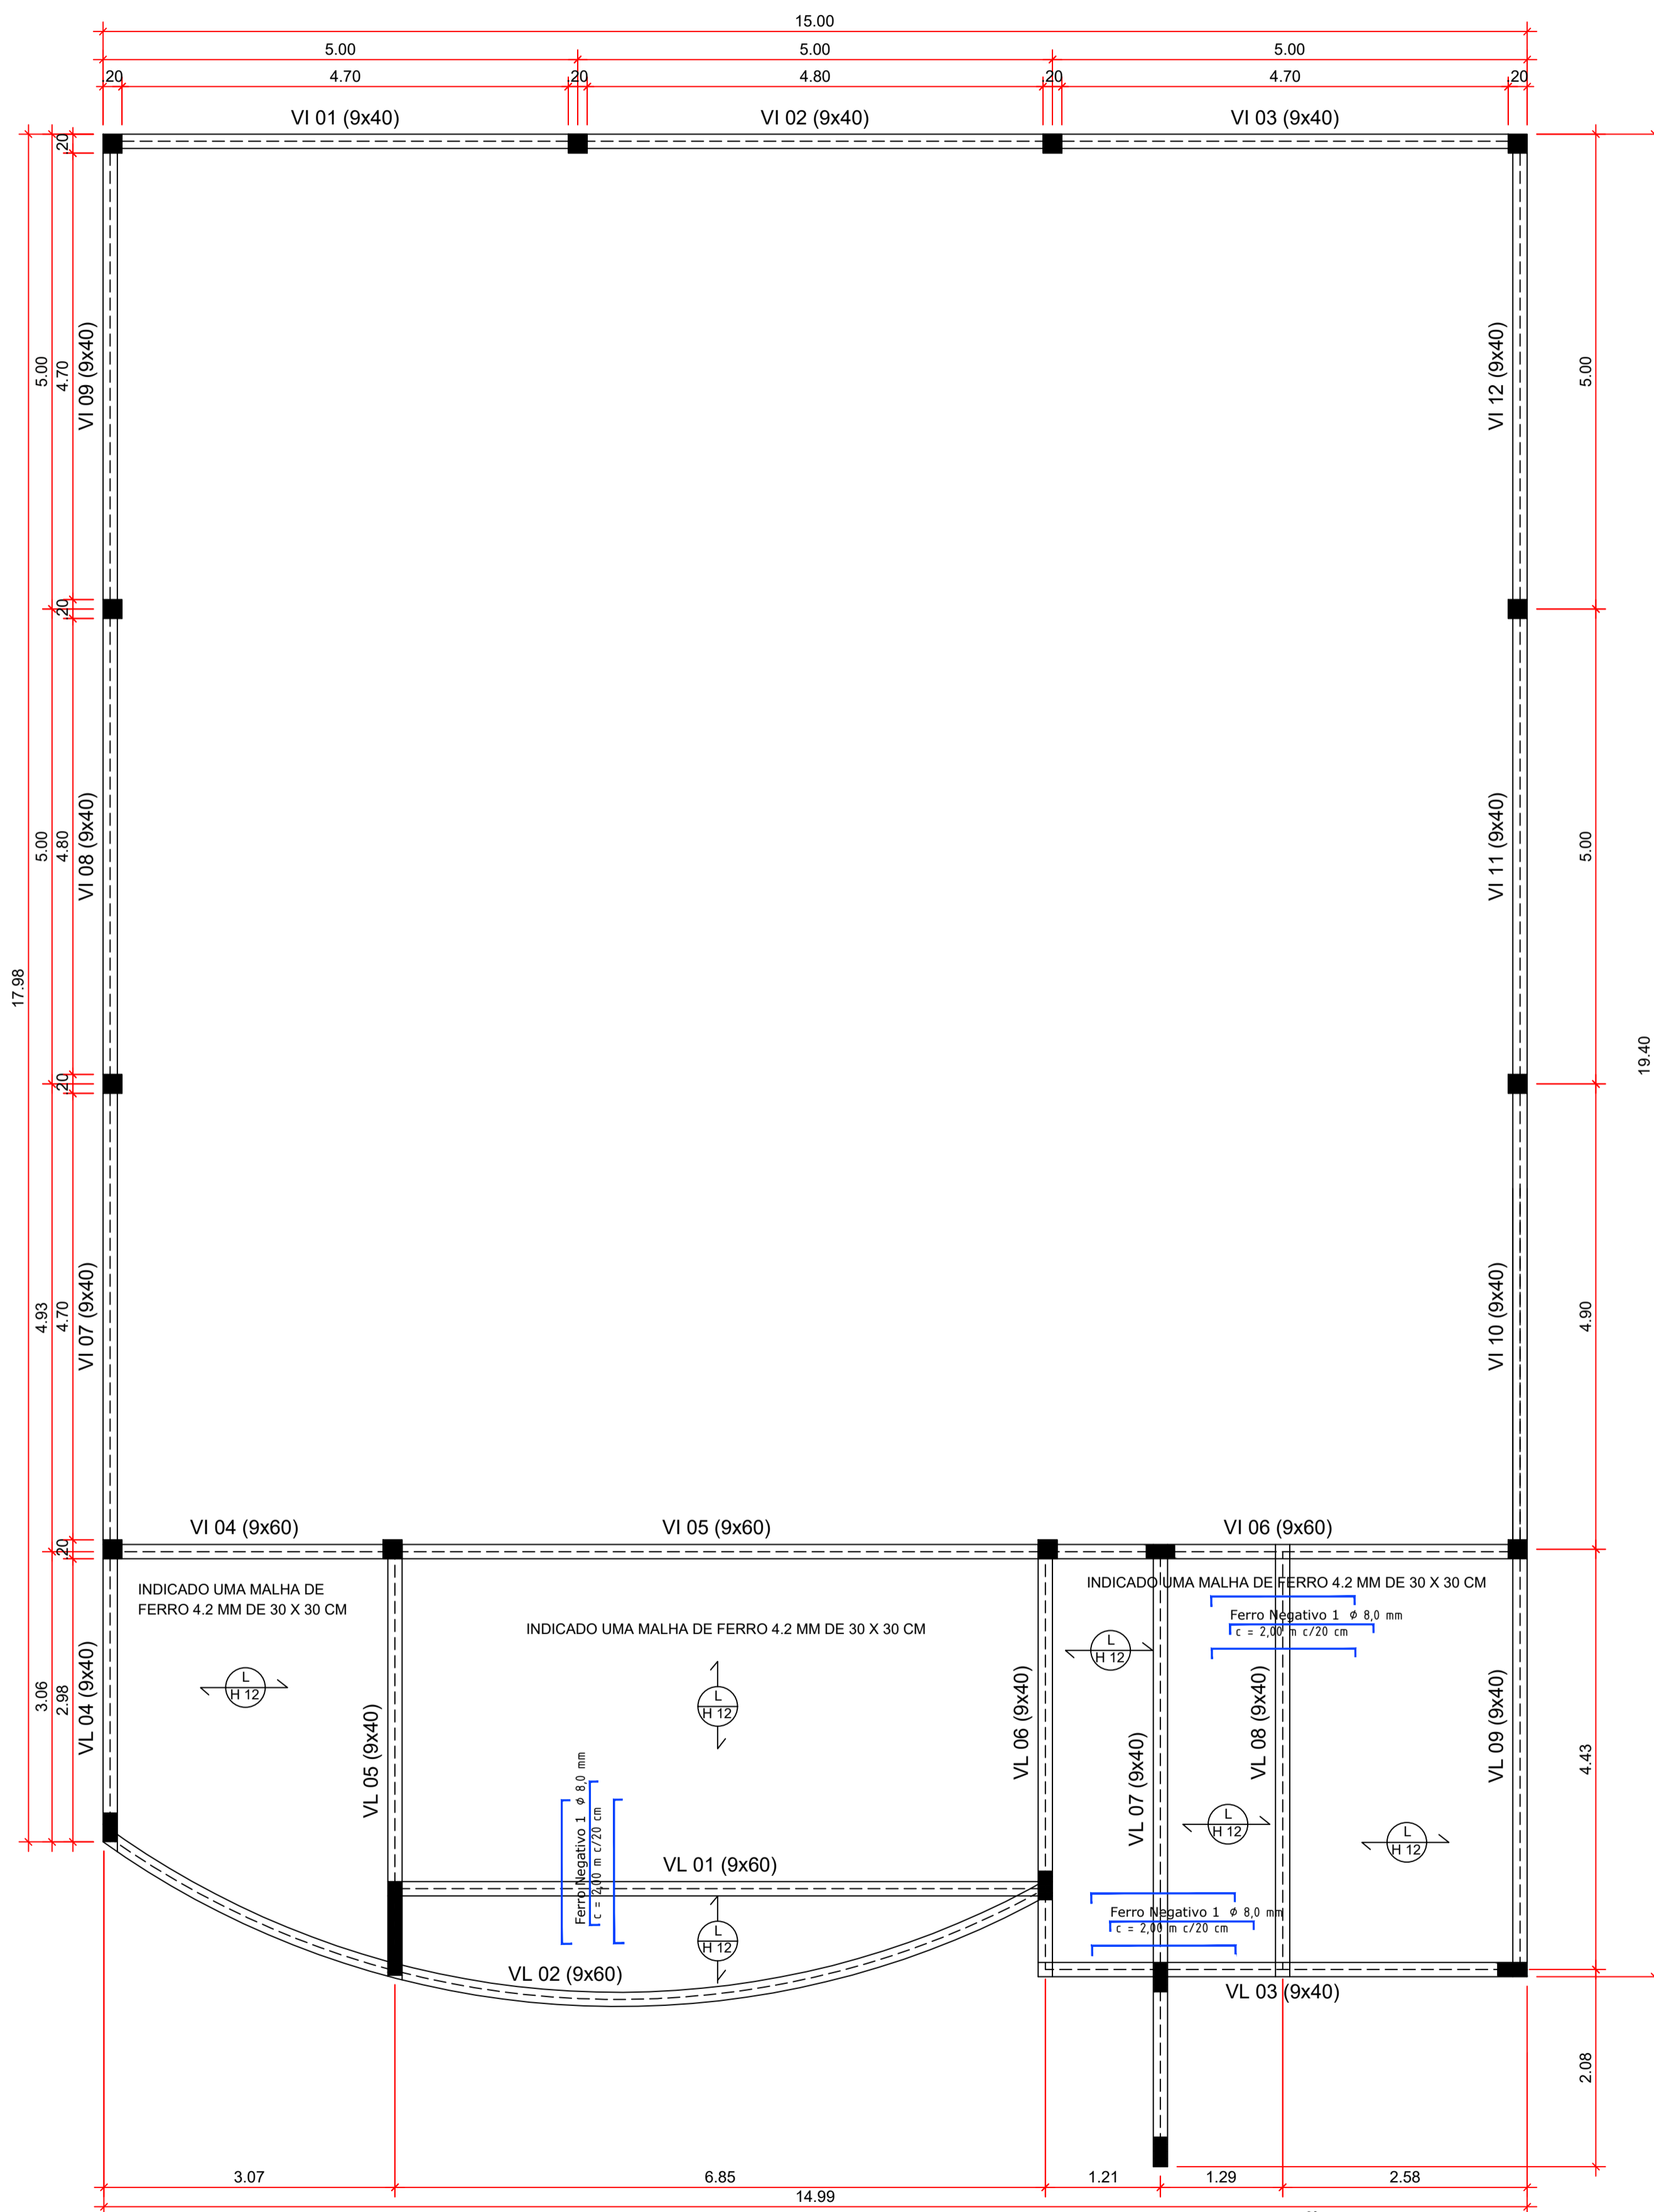 15.00
5.00 5.00 5.00
.20 4.70 .20 4.80 .20 4.70 .20
VI 01 (9x40) VI 02 (9x40) VI 03 (9x40)
.20
5.00
4.70
VI 09 (9x40)
VI 12 (9x40)
5.00
.20
5.00
4.80
VI 08 (9x40)
VI 11 (9x40)
5.00
17.98
19.40
.20
4.93
4.70
VI 07 (9x40)
VI 10 (9x40)
4.90
.20
VI 04 (9x60) VI 05 (9x60) VI 06 (9x60)
INDICADO UMA MALHA DE
FERRO 4.2 MM DE 30 X 30 CM
INDICADO UMA MALHA DE FERRO 4.2 MM DE 30 X 30 CM
INDICADO UMA MALHA DE FERRO 4.2 MM DE 30 X 30 CM
Ferro Negativo 1 ϕ 8,0 mm
c = 2,00 m c/20 cm
3.06
2.98
VL 04 (9x40)
L
H 12
VL 05 (9x40)
L
H 12
VL 06 (9x40)
L
H 12
VL 07 (9x40)
VL 08 (9x40)
VL 09 (9x40)
4.43
L
H 12
L
H 12
Ferro Negativo 1 ϕ 8,0 mm
c = 2,00 m c/20 cm
VL 01 (9x60)
L
H 12
VL 02 (9x60)
Ferro Negativo 1 ϕ 8,0 mm
c = 2,00 m c/20 cm
VL 03 (9x40)
2.08
3.07 6.85 1.21 1.29 2.58
14.99